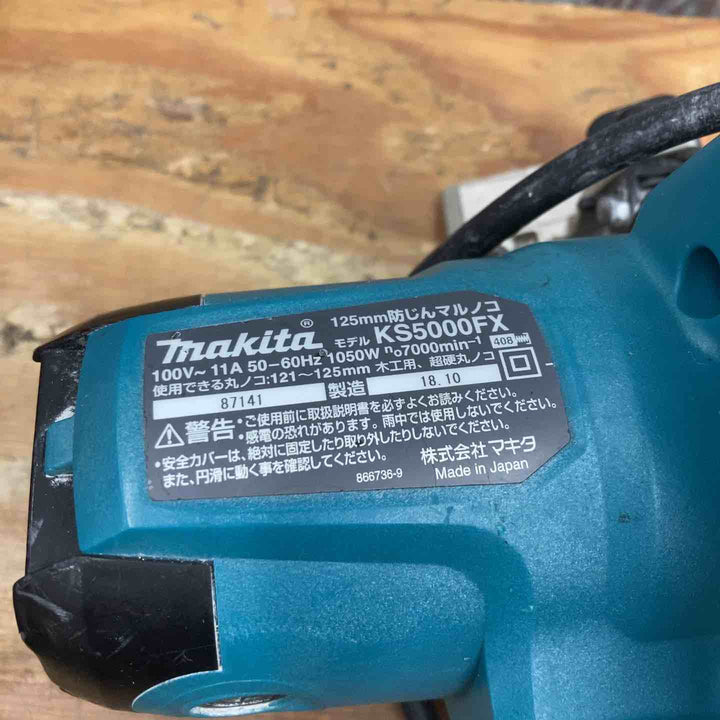 125mm防じんマルノコ
makita® モデル KS5000FX
100V~ 11A 50-60Hz 1050W n₀7000min⁻¹ 408
使用できる丸ノコ:121~125mm 木工用、超硬丸ノコ
87141 製造 18.10
警告・ご使用前に取扱説明書を必ずよくお読みください。
・感電の恐れがあります。雨中では使用しないでください。
・安全カバーは、絶対に固定したり取り外したりしないでください。
また、円滑に動く事を確認してください。
866736-9 株式会社マキタ
Made in Japan